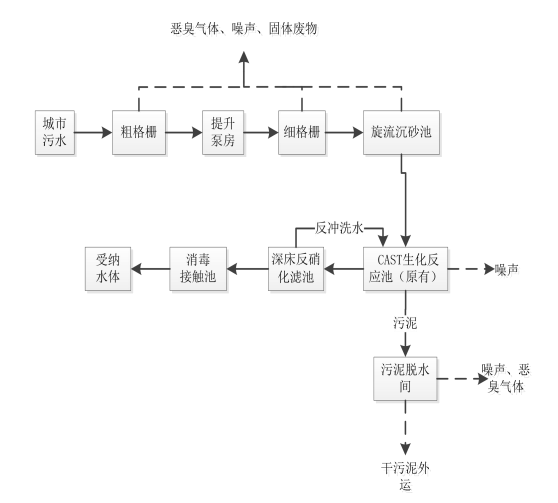 恶臭气体、噪声、固体废物
城市
污水
粗格栅
提升
泵房
细格栅
旋流沉砂池
反冲洗水
受纳
水体
消毒
接触池
深床反硝
化滤池
CAST生化反
应池（原有）
噪声
污泥
污泥脱水
间
噪声、恶
臭气体
干污泥外
运